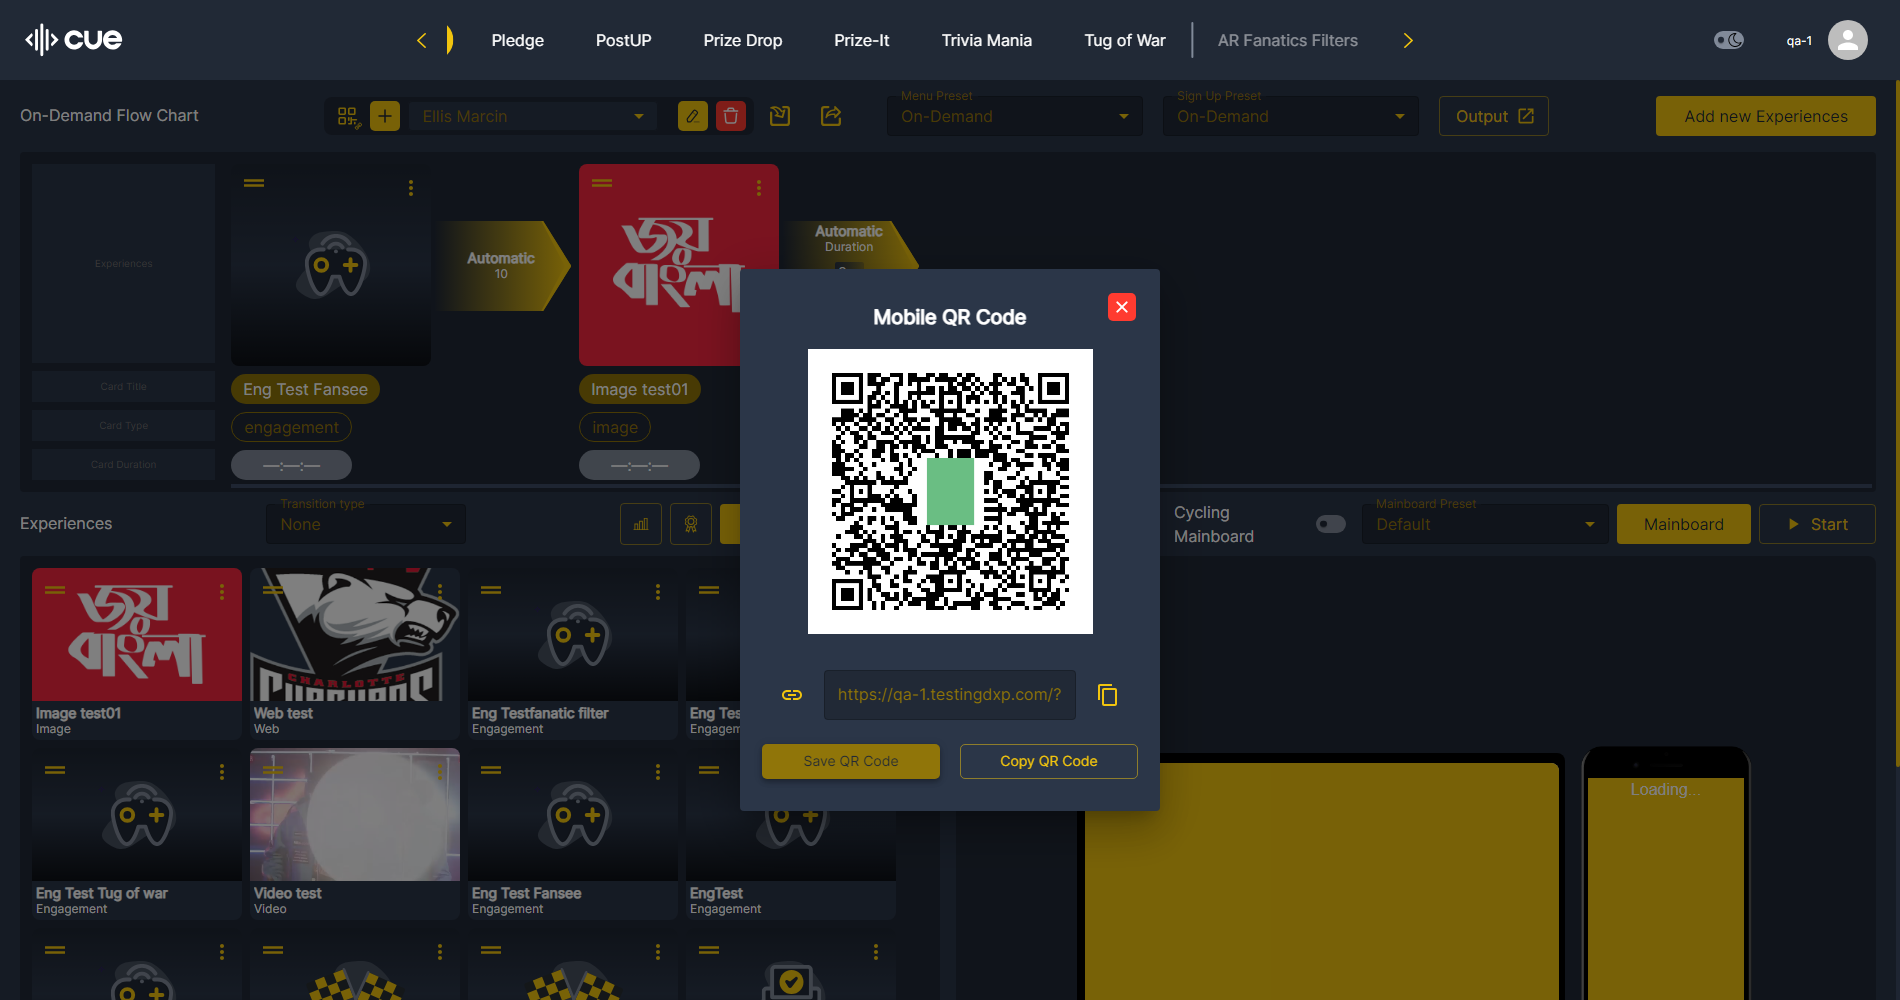 cue
Pledge
PostUP
Prize Drop
Prize-It
Trivia Mania
Tug of War
AR Fanatics Filters
qa-1
On-Demand Flow Chart
Ellis Marcin
Menu Preset
On-Demand
Sign Up Preset
On-Demand
Output
Add new Experiences
Experiences
Automatic
10
জয়
বাংলা
Automatic
Duration
Card Title
Eng Test Fansee
Image test01
Card Type
engagement
image
Card Duration
—:—:—
—:—:—
Mobile QR Code
https://qa-1.testingdxp.com/?
Save QR Code
Copy QR Code
Experiences
Transition type
None
Cycling
Mainboard
Mainboard Preset
Default
Mainboard
Start
জয়
বাংলা
CHARLOTTE
Image test01
Image
Web test
Web
Eng Testfanatic filter
Engagement
Eng Tes
Engagem
Eng Test Tug of war
Engagement
Video test
Video
Eng Test Fansee
Engagement
EngTest
Engagement
Loading...